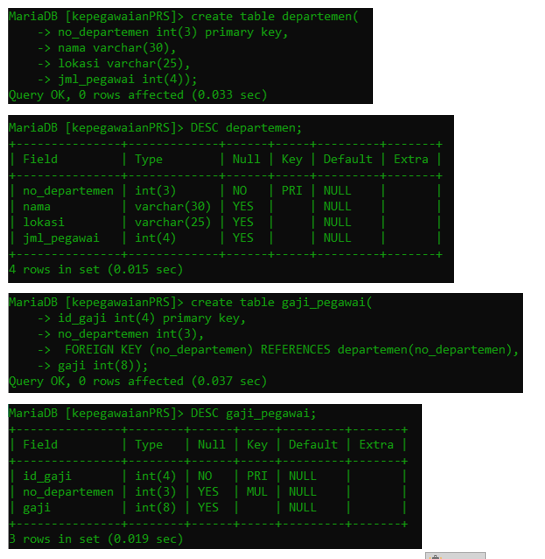 MariaDB [kepegawaianPRS]> create table departemen(
    -> no_departemen int(3) primary key,
    -> nama varchar(30),
    -> lokasi varchar(25),
    -> jml_pegawai int(4));
Query OK, 0 rows affected (0.033 sec)
MariaDB [kepegawaianPRS]> DESC departemen;
+---------------+-------------+------+-----+---------+-------+
| Field         | Type        | Null | Key | Default | Extra |
+---------------+-------------+------+-----+---------+-------+
| no_departemen | int(3)      | NO   | PRI | NULL    |       |
| nama          | varchar(30) | YES  |     | NULL    |       |
| lokasi        | varchar(25) | YES  |     | NULL    |       |
| jml_pegawai   | int(4)      | YES  |     | NULL    |       |
+---------------+-------------+------+-----+---------+-------+
4 rows in set (0.015 sec)
MariaDB [kepegawaianPRS]> create table gaji_pegawai(
    -> id_gaji int(4) primary key,
    -> no_departemen int(3),
    ->  FOREIGN KEY (no_departemen) REFERENCES departemen(no_departemen),
    -> gaji int(8));
Query OK, 0 rows affected (0.037 sec)
MariaDB [kepegawaianPRS]> DESC gaji_pegawai;
+---------------+--------+------+-----+---------+-------+
| Field         | Type   | Null | Key | Default | Extra |
+---------------+--------+------+-----+---------+-------+
| id_gaji       | int(4) | NO   | PRI | NULL    |       |
| no_departemen | int(3) | YES  | MUL | NULL    |       |
| gaji          | int(8) | YES  |     | NULL    |       |
+---------------+--------+------+-----+---------+-------+
3 rows in set (0.019 sec)